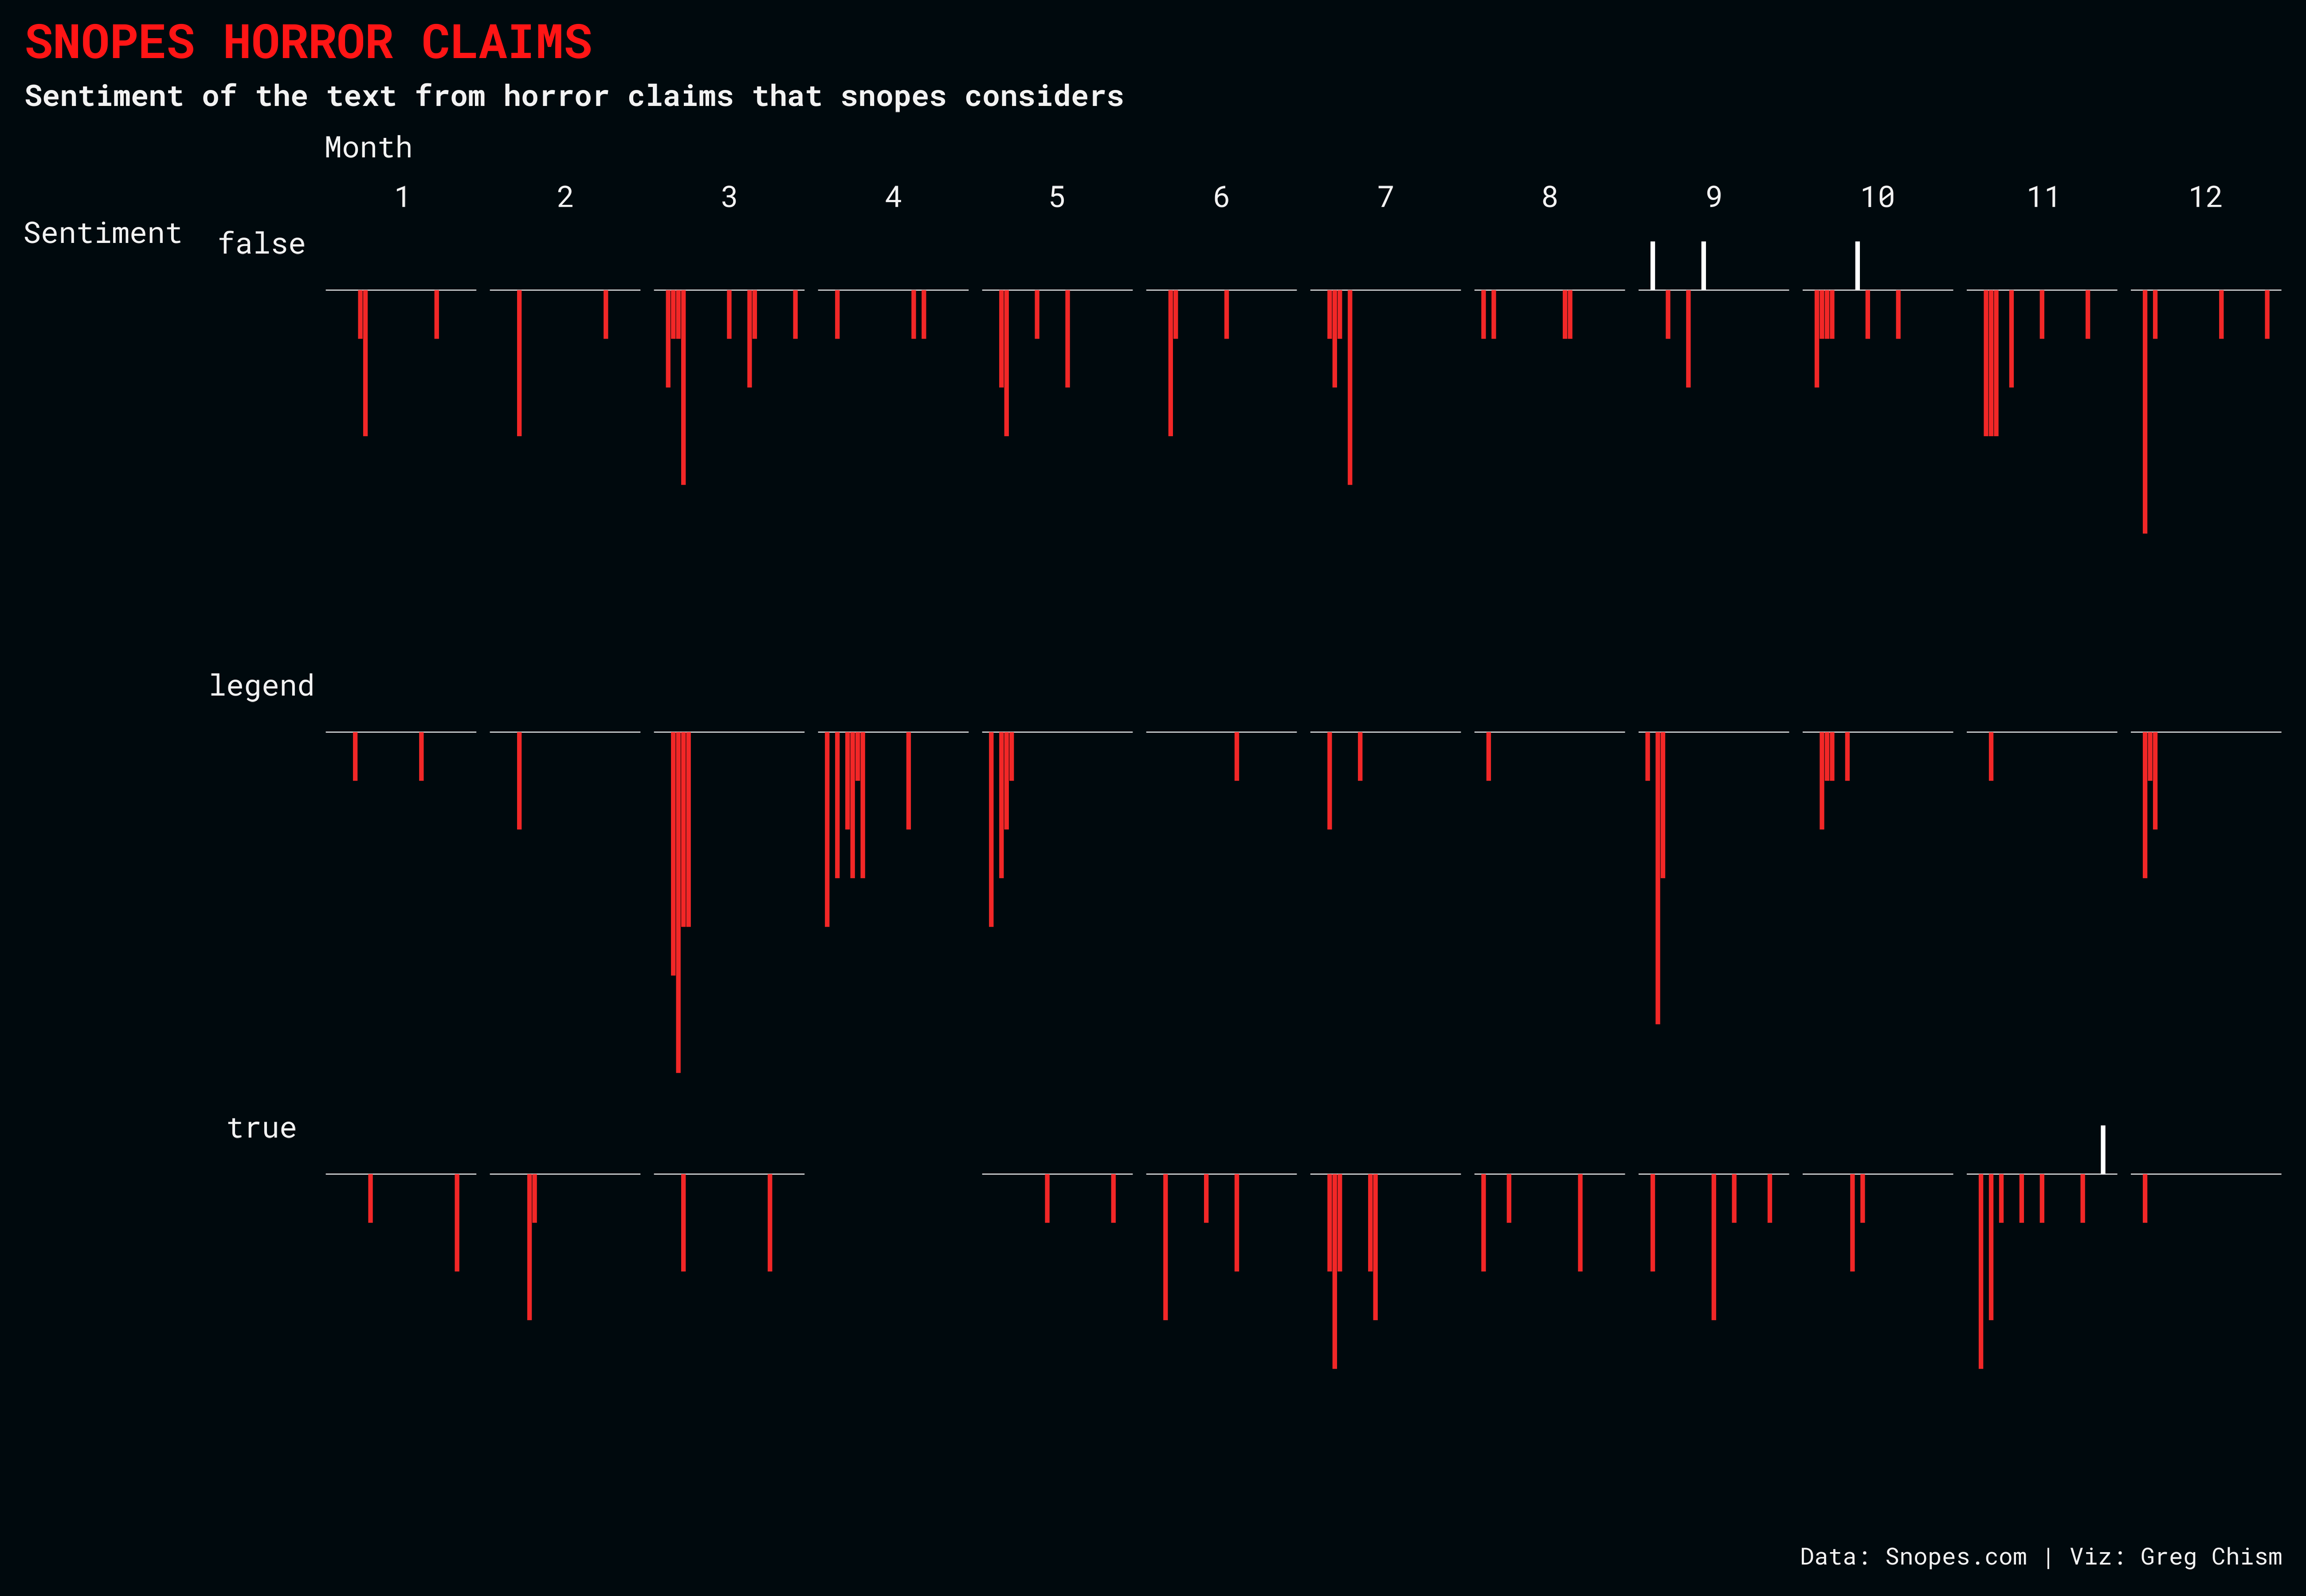 SNOPES HORROR CLAIMS
Sentiment of the text from horror claims that snopes considers
Month
1 2 3 4 5 6 7 8 9 10 11 12
Sentiment
false
legend
true
Data: Snopes.com | Viz: Greg Chism